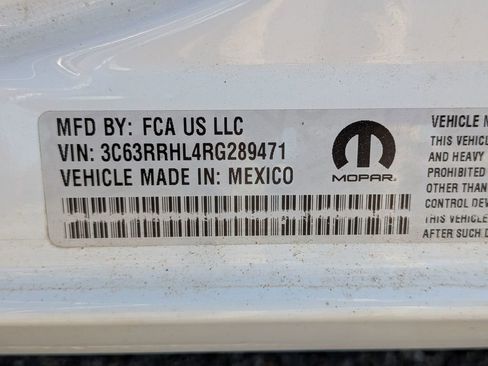 MFD BY: FCA US LLC
VIN: 3C63RRHL4RG289471
VEHICLE MADE IN: MEXICO
MOPAR
VEHICLE
THIS VEHICL
AND HEAVY
PROHIBITED
OTHER THAN
CONTROL DEV
THIS VEHICLE
AFTER SUCH D